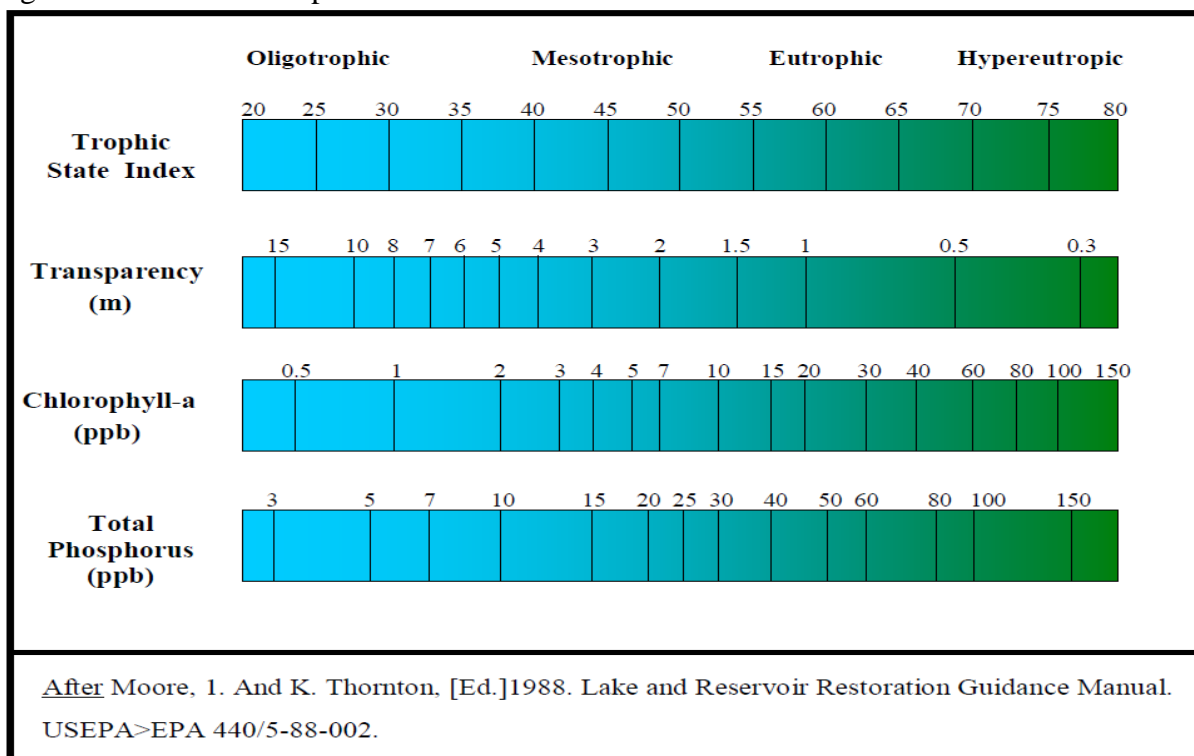 Oligotrophic Mesotrophic Eutrophic Hypereutropic
20 25 30 35 40 45 50 55 60 65 70 75 80
Trophic
State Index
15 10 8 7 6 5 4 3 2 1.5 1 0.5 0.3
Transparency
(m)
0.5 1 2 3 4 5 7 10 15 20 30 40 60 80 100 150
Chlorophyll-a
(ppb)
3 5 7 10 15 20 25 30 40 50 60 80 100 150
Total
Phosphorus
(ppb)
After Moore, 1. And K. Thornton, [Ed.]1988. Lake and Reservoir Restoration Guidance Manual.
USEPA>EPA 440/5-88-002.